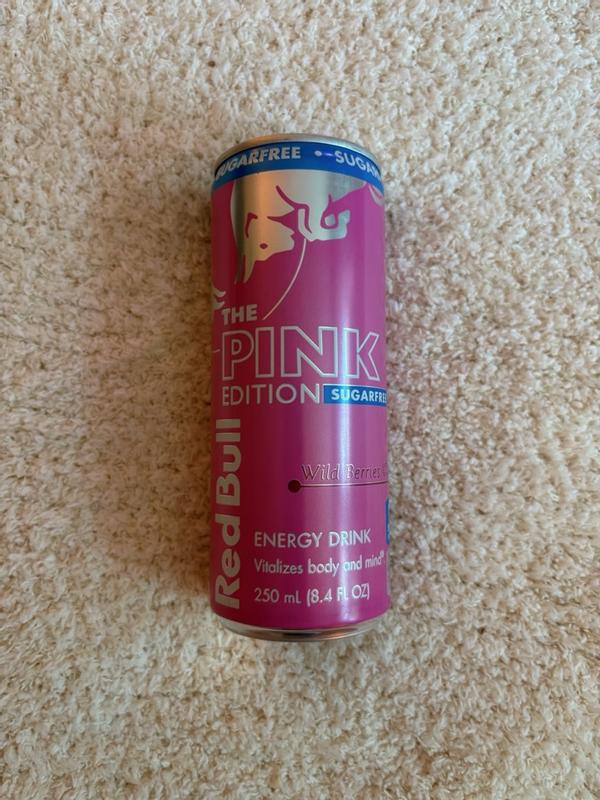 SUGARFREE • SUGAR
THE
PINK
EDITION SUGARFREE
Red Bull
Wild Berries
ENERGY DRINK
Vitalizes body and mind®
250 mL (8.4 FL OZ)